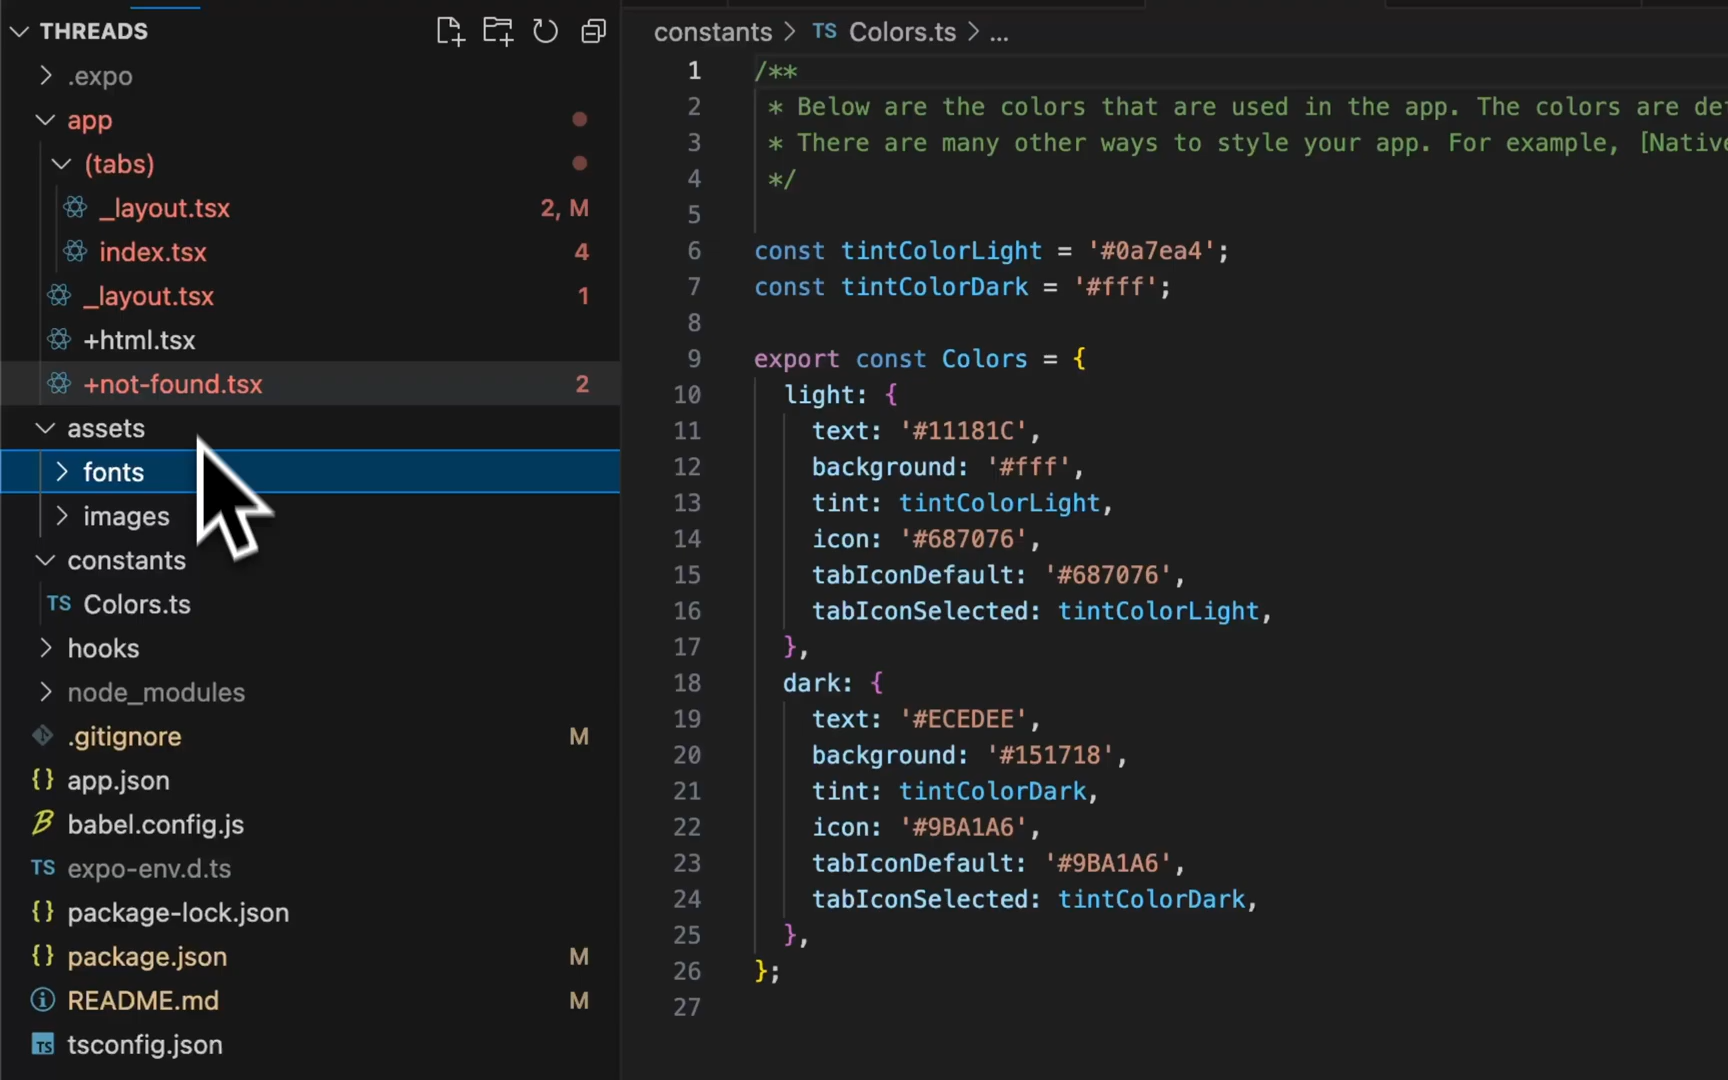 THREADS
.expo
app
(tabs)
_layout.tsx 2, M
index.tsx 4
_layout.tsx 1
+html.tsx
+not-found.tsx 2
assets
fonts
images
constants
TS Colors.ts
hooks
node_modules
.gitignore M
{} app.json
babel.config.js
TS expo-env.d.ts
{} package-lock.json
{} package.json M
README.md M
TS tsconfig.json
constants > TS Colors.ts > ...
1 /**
2 * Below are the colors that are used in the app. The colors are de
3 * There are many other ways to style your app. For example, [Native
4 */
5
6 const tintColorLight = '#0a7ea4';
7 const tintColorDark = '#fff';
8
9 export const Colors = {
10 light: {
11 text: '#11181C',
12 background: '#fff',
13 tint: tintColorLight,
14 icon: '#687076',
15 tabIconDefault: '#687076',
16 tabIconSelected: tintColorLight,
17 },
18 dark: {
19 text: '#ECEDEE',
20 background: '#151718',
21 tint: tintColorDark,
22 icon: '#9BA1A6',
23 tabIconDefault: '#9BA1A6',
24 tabIconSelected: tintColorDark,
25 },
26 };
27